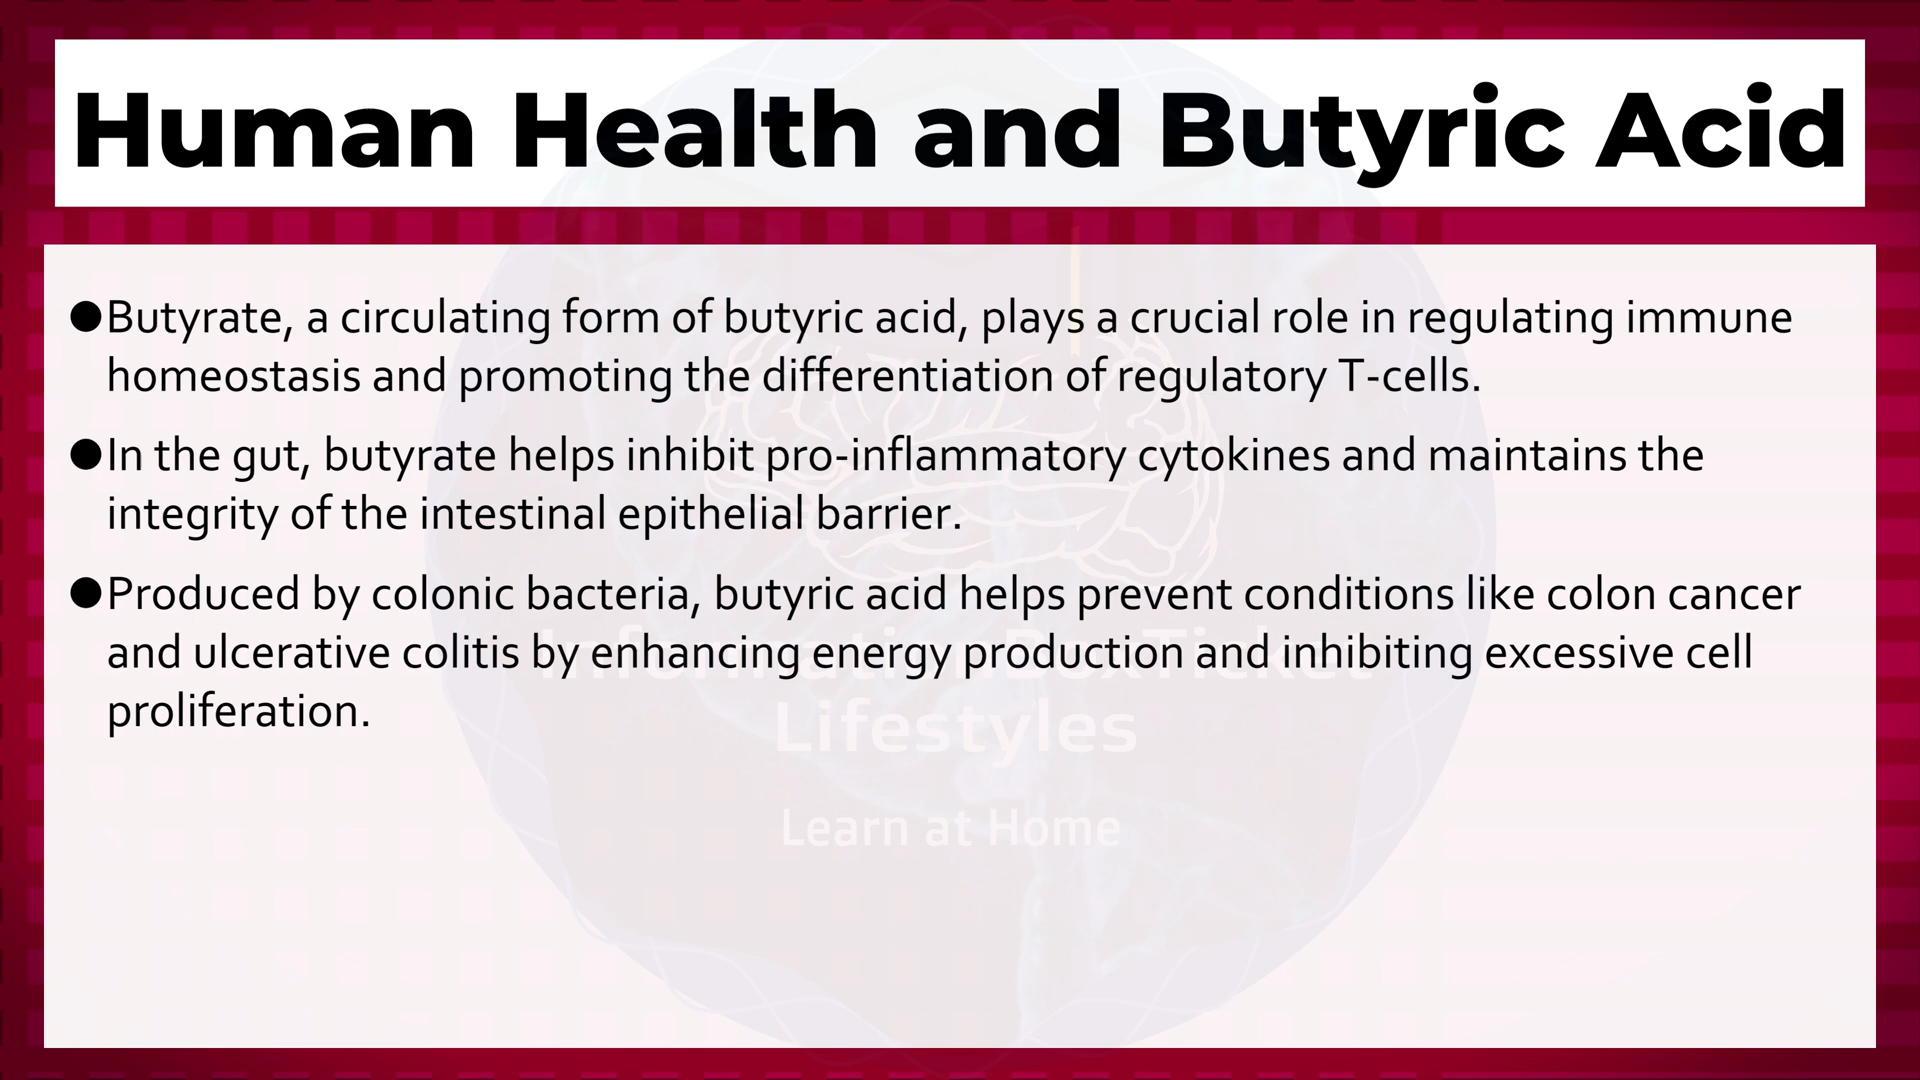 Human Health and Butyric Acid
●Butyrate, a circulating form of butyric acid, plays a crucial role in regulating immune
homeostasis and promoting the differentiation of regulatory T-cells.
●In the gut, butyrate helps inhibit pro-inflammatory cytokines and maintains the
integrity of the intestinal epithelial barrier.
●Produced by colonic bacteria, butyric acid helps prevent conditions like colon cancer
and ulcerative colitis by enhancing energy production and inhibiting excessive cell
proliferation.
InformationBoxTicket
Lifestyles
Learn at Home